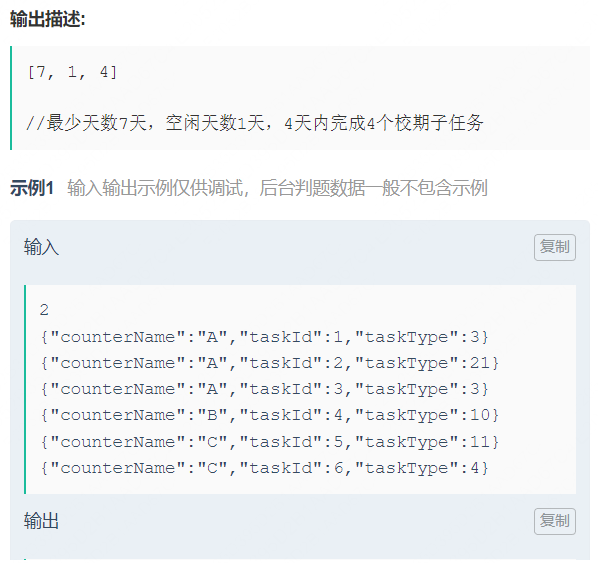 输出描述:
[7, 1, 4]
//最少天数7天，空闲天数1天，4天内完成4个校期子任务
示例1 输入输出示例仅供调试，后台判题数据一般不包含示例
输入 复制
2
{"counterName":"A","taskId":1,"taskType":3}
{"counterName":"A","taskId":2,"taskType":21}
{"counterName":"A","taskId":3,"taskType":3}
{"counterName":"B","taskId":4,"taskType":10}
{"counterName":"C","taskId":5,"taskType":11}
{"counterName":"C","taskId":6,"taskType":4}
输出 复制